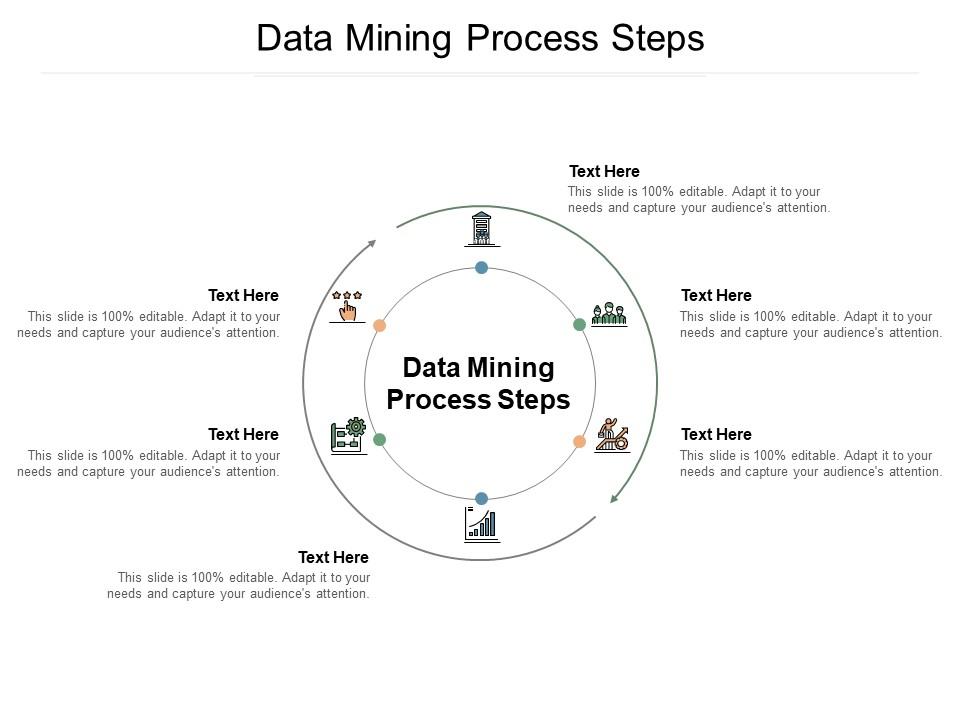 Data Mining Process Steps
Text Here
This slide is 100% editable. Adapt it to your
needs and capture your audience's attention.
Text Here
This slide is 100% editable. Adapt it to your
needs and capture your audience's attention.
Text Here
This slide is 100% editable. Adapt it to your
needs and capture your audience's attention.
Data Mining
Process Steps
Text Here
This slide is 100% editable. Adapt it to your
needs and capture your audience's attention.
Text Here
This slide is 100% editable. Adapt it to your
needs and capture your audience's attention.
Text Here
This slide is 100% editable. Adapt it to your
needs and capture your audience's attention.